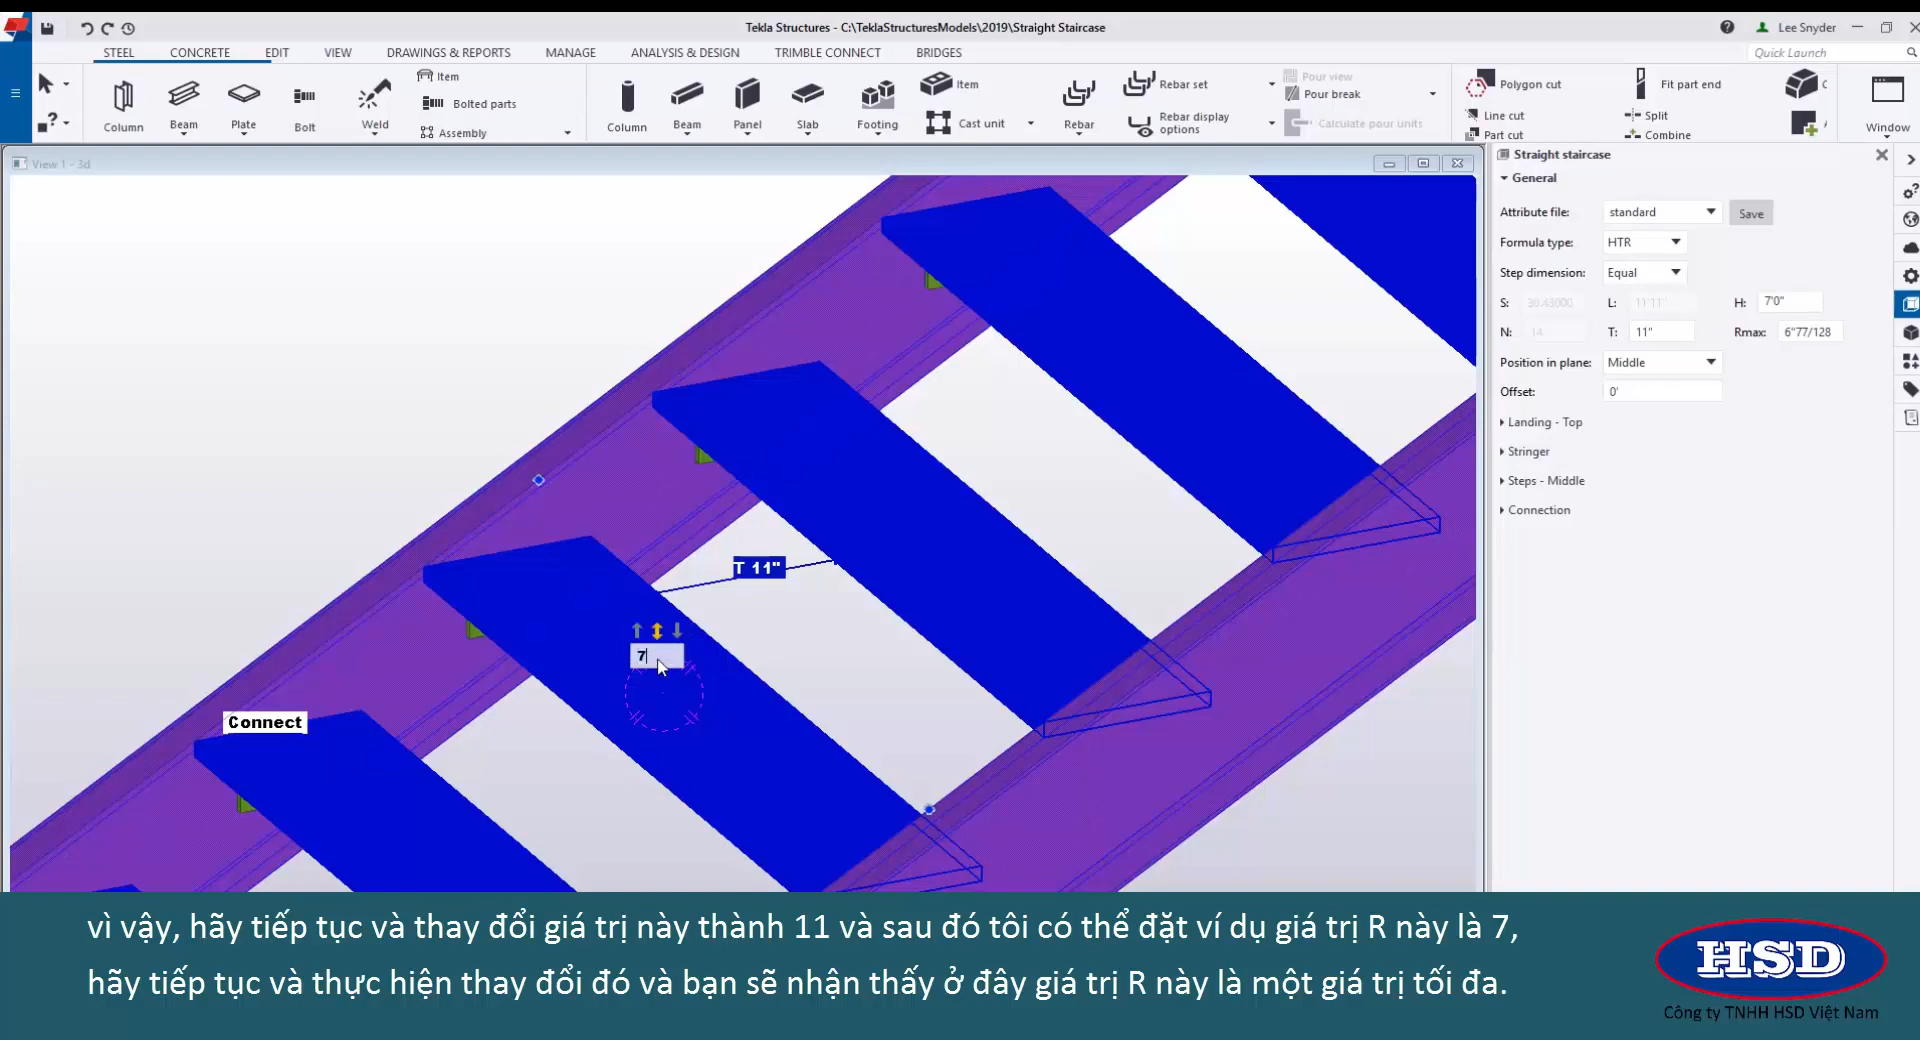 Tekla Structures - C:\TeklaStructuresModels\2019\Straight Staircase
Lee Snyder
STEEL CONCRETE EDIT VIEW DRAWINGS & REPORTS MANAGE ANALYSIS & DESIGN TRIMBLE CONNECT BRIDGES
Quick Launch
Column
Beam
Plate
Bolt
Weld
Item
Bolted parts
Assembly
Column
Beam
Panel
Slab
Footing
Item
Cast unit
Rebar
Rebar set
Rebar display
options
Pour view
Pour break
Calculate pour units
Polygon cut
Line cut
Part cut
Fit part end
Split
Combine
Window
View 1 - 3d
Straight staircase
General
Attribute file: standard Save
Formula type: HTR
Step dimension: Equal
S: 30.43000 L: 11'11" H: 7'0"
N: 14 T: 11" Rmax: 6"77/128
Position in plane: Middle
Offset: 0'
Landing - Top
Stringer
Steps - Middle
Connection
T 11"
7
Connect
vì vậy, hãy tiếp tục và thay đổi giá trị này thành 11 và sau đó tôi có thể đặt ví dụ giá trị R này là 7,
hãy tiếp tục và thực hiện thay đổi đó và bạn sẽ nhận thấy ở đây giá trị R này là một giá trị tối đa.
HSD
Công ty TNHH HSD Việt Nam